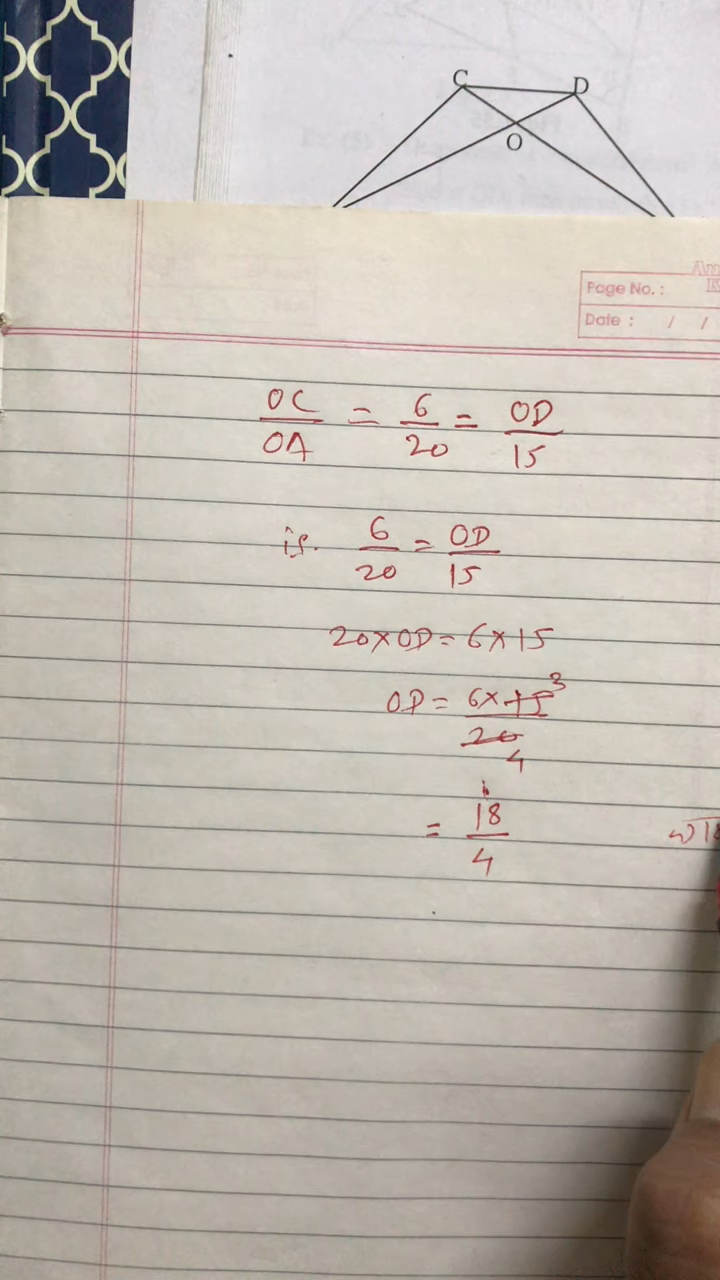 C D
O
Page No. :
Date : / /
OC/OA = 6/20 = OD/15
ie. 6/20 = OD/15
20×OD = 6×15
OD = 6×15 3/20 4
= 18/4